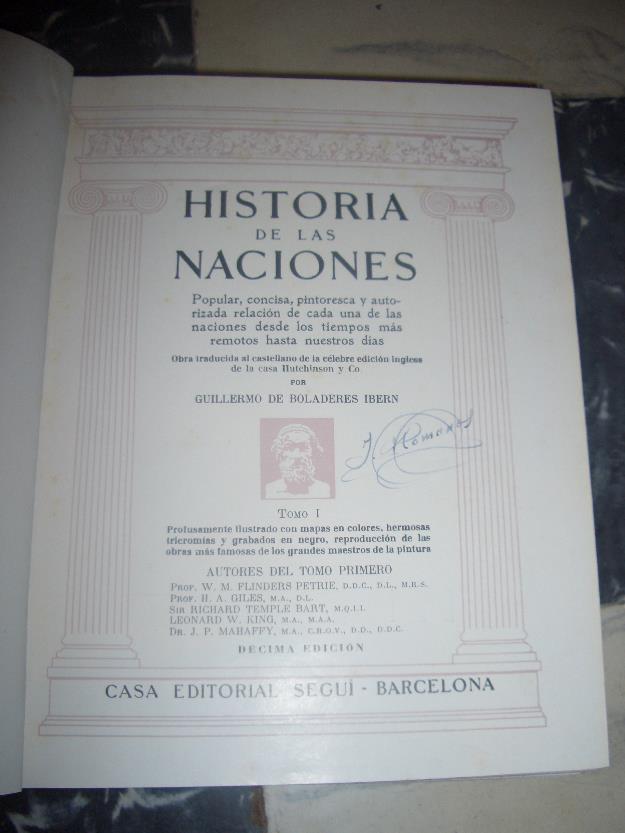 HISTORIA
DE LAS
NACIONES
Popular, concisa, pintoresca y auto-
rizada relación de cada una de las
naciones desde los tiempos más
remotos hasta nuestros días
Obra traducida al castellano de la célebre edición inglesa
de la casa Hutchinson y Co.
POR
GUILLERMO DE BOLADERES IBERN
J. Romanos
TOMO I
Profusamente ilustrado con mapas en colores, hermosas
tricromías y grabados en negro, reproducción de las
obras más famosas de los grandes maestros de la pintura
AUTORES DEL TOMO PRIMERO
PROF. W. M. FLINDERS PETRIE, D.D.C., D.L., M.R.S.
PROF. H. A. GILES, M.A., D.L.
SIR RICHARD TEMPLE BART, M.Q.I.I.
LEONARD W. KING, M.A., M.A.A.
DR. J. P. MAHAFFY, M.A., C.R.O.V., D.D., D.D.C.
DÉCIMA EDICIÓN
CASA EDITORIAL SEGUÍ - BARCELONA